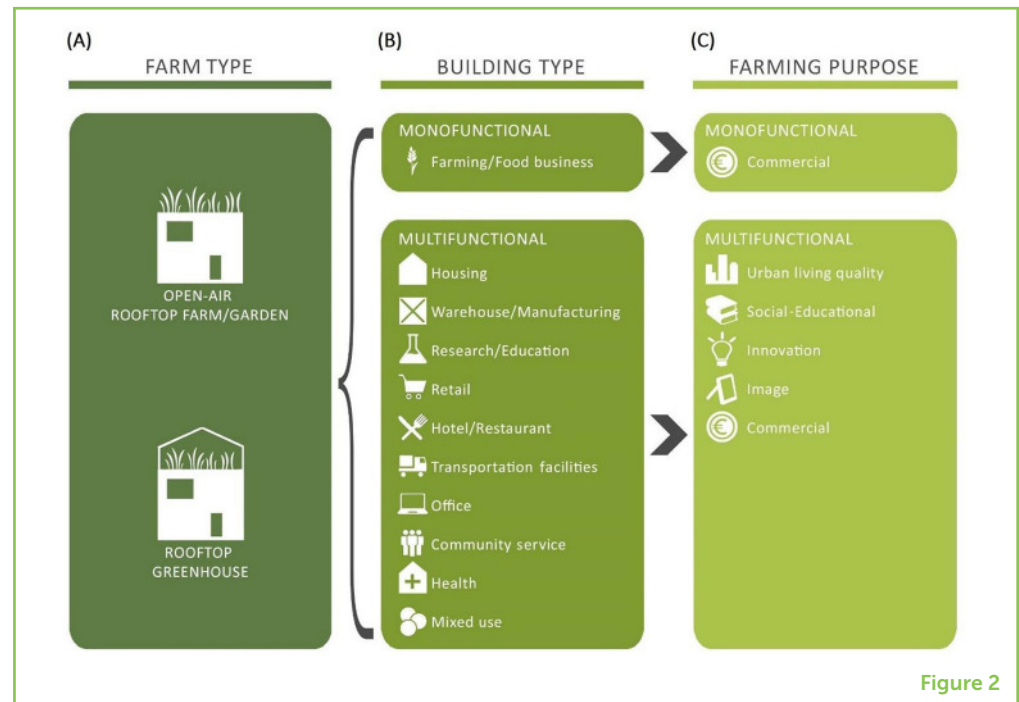 (A)
FARM TYPE
OPEN-AIR
ROOFTOP FARM/GARDEN
ROOFTOP
GREENHOUSE
(B)
BUILDING TYPE
MONOFUNCTIONAL
Farming/Food business
MULTIFUNCTIONAL
Housing
Warehouse/Manufacturing
Research/Education
Retail
Hotel/Restaurant
Transportation facilities
Office
Community service
Health
Mixed use
(C)
FARMING PURPOSE
MONOFUNCTIONAL
€ Commercial
MULTIFUNCTIONAL
Urban living quality
Social-Educational
Innovation
Image
€ Commercial
Figure 2